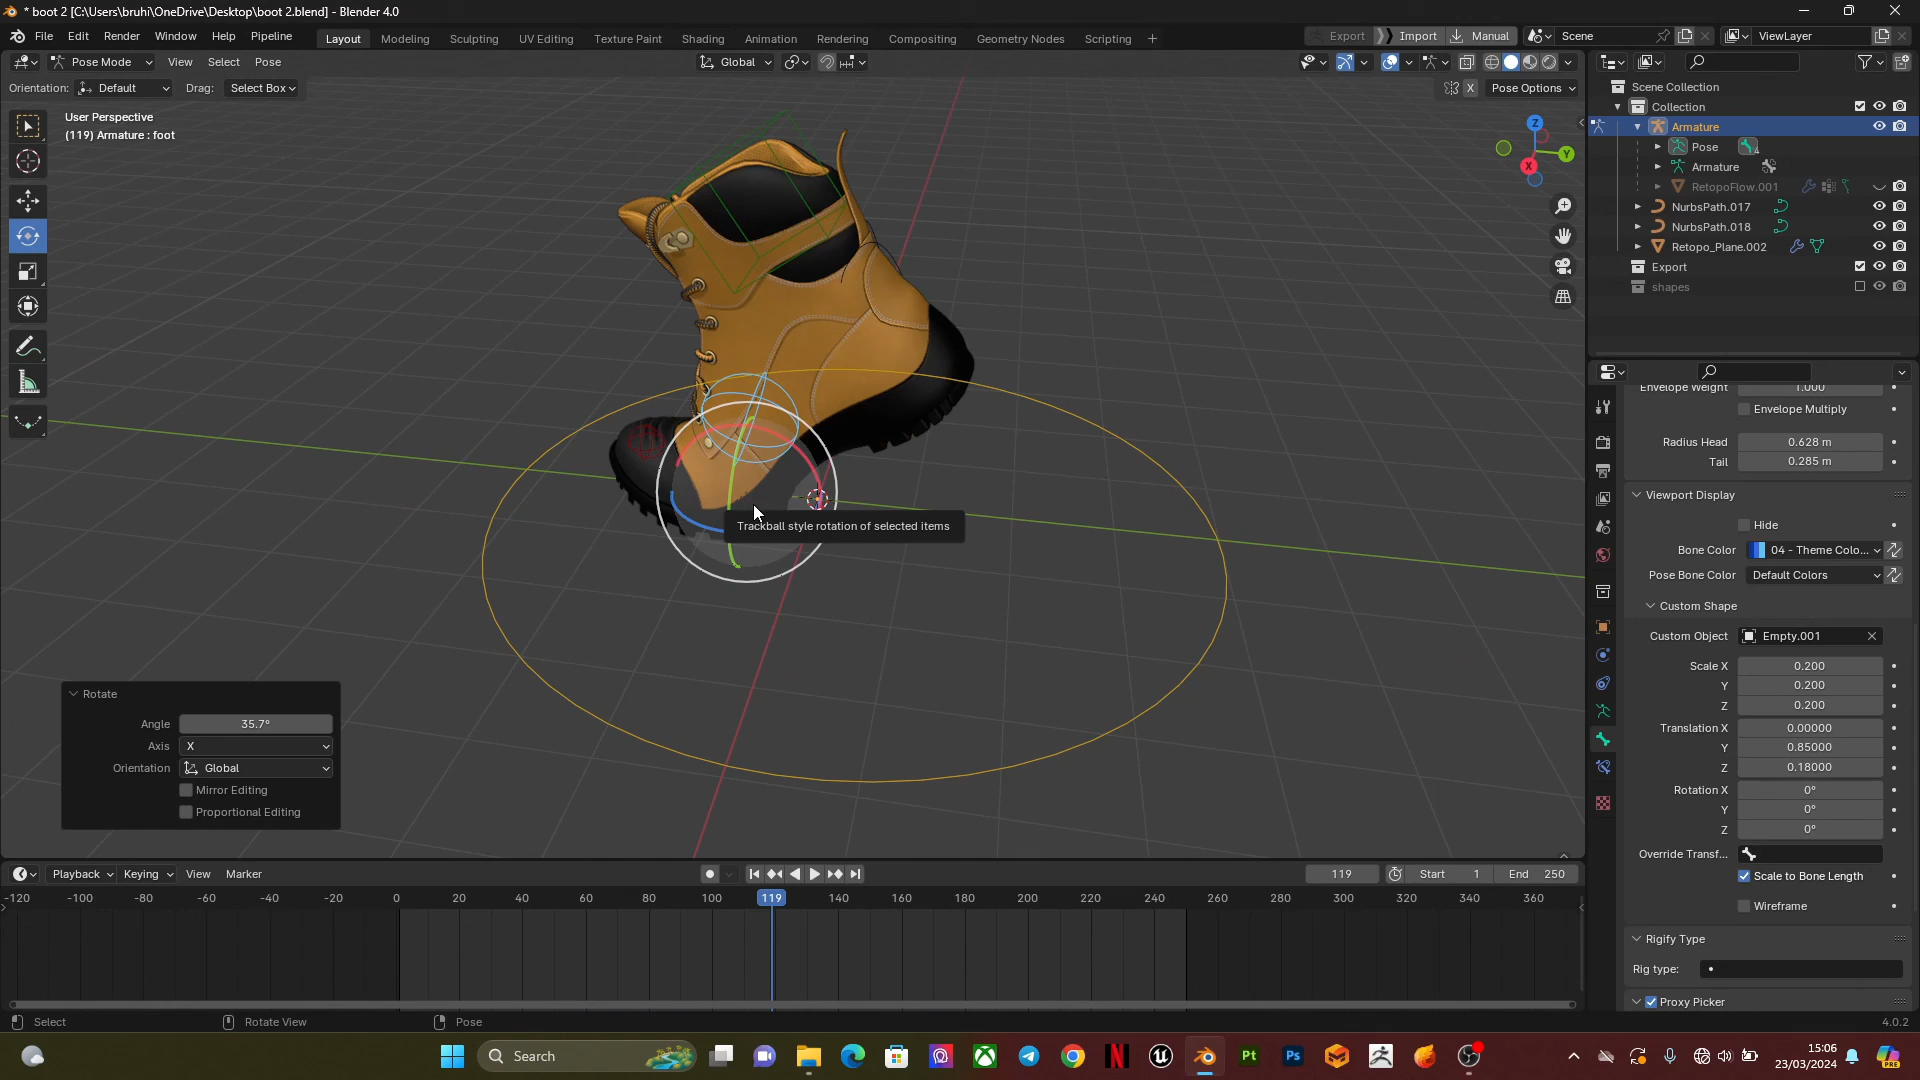 * boot 2 [C:\Users\bruhi\OneDrive\Desktop\boot 2.blend] - Blender 4.0
File Edit Render Window Help Pipeline
Layout Modeling Sculpting UV Editing Texture Paint Shading Animation Rendering Compositing Geometry Nodes Scripting +
Export Import Manual Scene ViewLayer
Pose Mode View Select Pose Global
Orientation: Default Drag: Select Box X Pose Options
User Perspective
(119) Armature : foot
Z
Y
X
Scene Collection
Collection
Armature
Pose 4
Armature
RetopoFlow.001
NurbsPath.017
NurbsPath.018
Retopo_Plane.002
Export
shapes
Envelope Weight 1.000
Envelope Multiply
Radius Head 0.628 m
Tail 0.285 m
Viewport Display
Hide
Bone Color 04 - Theme Colo...
Pose Bone Color Default Colors
Custom Shape
Custom Object Empty.001
Scale X 0.200
Y 0.200
Z 0.200
Translation X 0.00000
Y 0.85000
Z 0.18000
Rotation X 0°
Y 0°
Z 0°
Override Transf...
Scale to Bone Length
Wireframe
Rigify Type
Rig type:
Proxy Picker
Trackball style rotation of selected items
Rotate
Angle 35.7°
Axis X
Orientation Global
Mirror Editing
Proportional Editing
Playback Keying View Marker 119 Start 1 End 250
-120 -100 -80 -60 -40 -20 0 20 40 60 80 100 119 140 160 180 200 220 240 260 280 300 320 340 360
Select Rotate View Pose 4.0.2
Search Pt Ps 15:06
23/03/2024
PRE